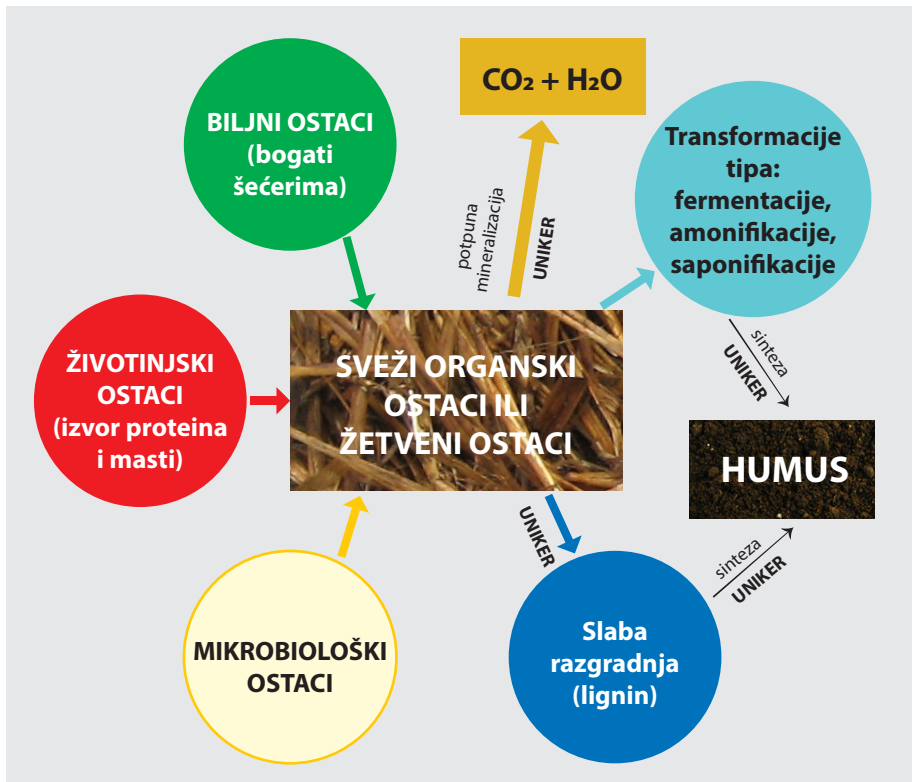 CO₂ + H₂O
BILJNI OSTACI
(bogati
šećerima)
Transformacije
tipa:
fermentacije,
amonifikacije,
saponifikacije
potpuna
mineralizacija
UNIKER
ŽIVOTINJSKI
OSTACI
(izvor proteina
i masti)
SVEŽI ORGANSKI
OSTACI ILI
ŽETVENI OSTACI
sinteza
UNIKER
HUMUS
UNIKER
sinteza
UNIKER
MIKROBIOLOŠKI
OSTACI
Slaba
razgradnja
(lignin)